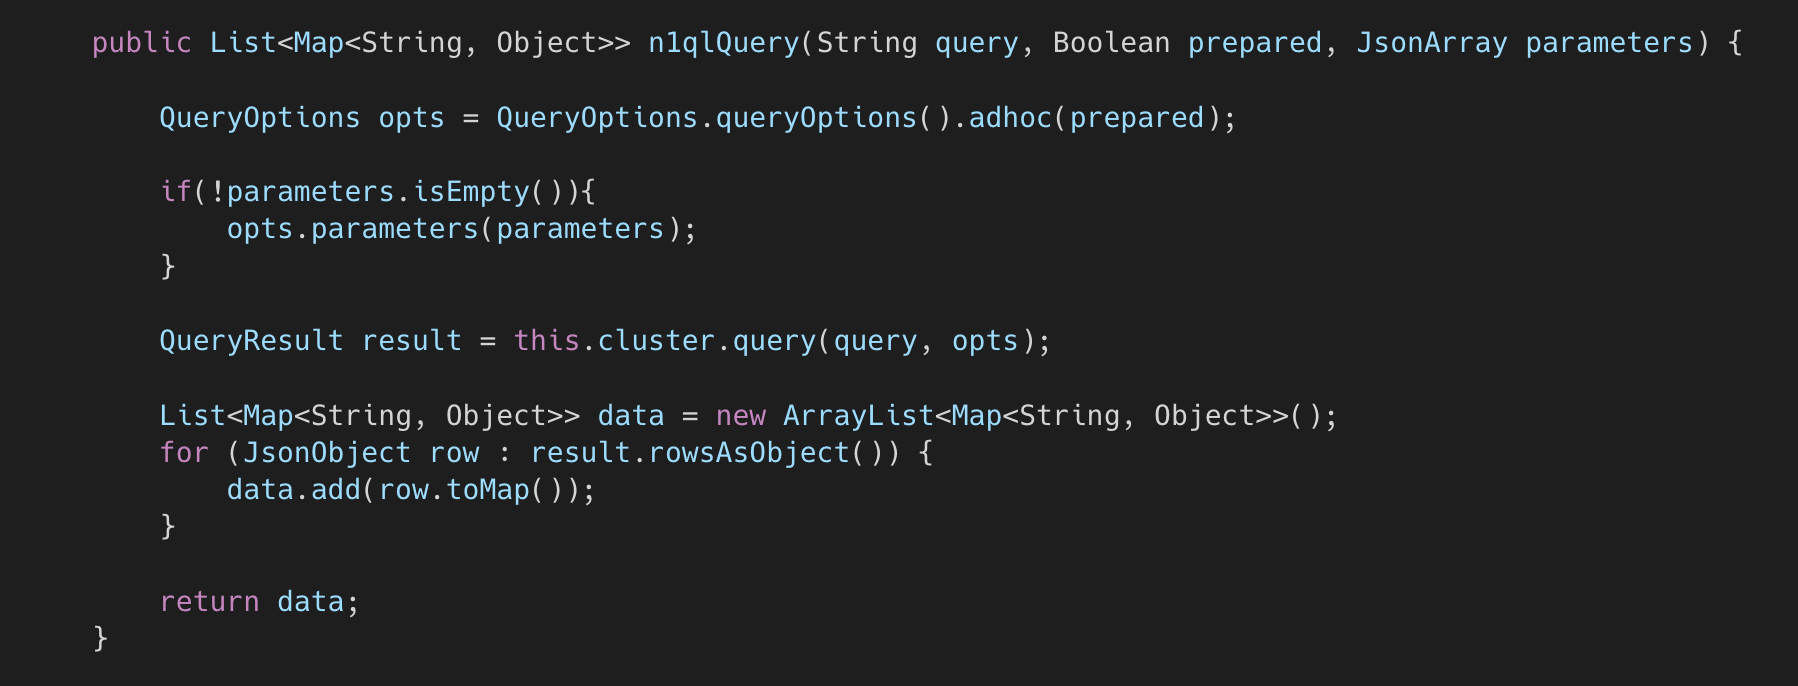 public List<Map<String, Object>> n1qlQuery(String query, Boolean prepared, JsonArray parameters) {
QueryOptions opts = QueryOptions.queryOptions().adhoc(prepared);
if(!parameters.isEmpty()){
opts.parameters(parameters);
}
QueryResult result = this.cluster.query(query, opts);
List<Map<String, Object>> data = new ArrayList<Map<String, Object>>();
for (JsonObject row : result.rowsAsObject()) {
data.add(row.toMap());
}
return data;
}